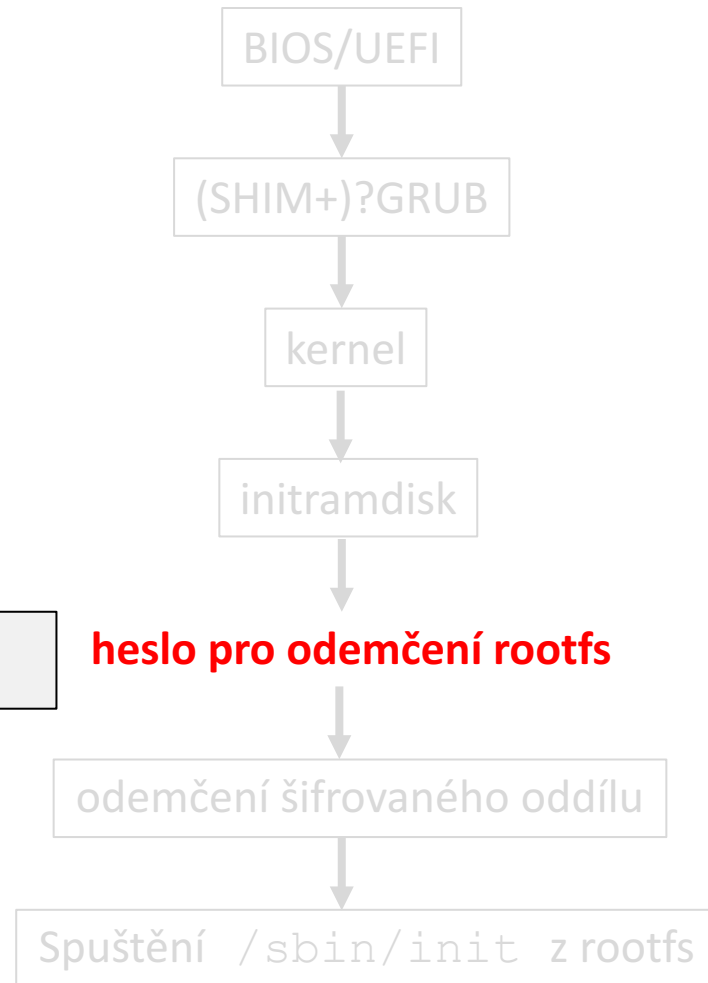 BIOS/UEFI
(SHIM+)?GRUB
kernel
initramdisk
heslo pro odemčení rootfs
odemčení šifrovaného oddílu
Spuštění /sbin/init z rootfs